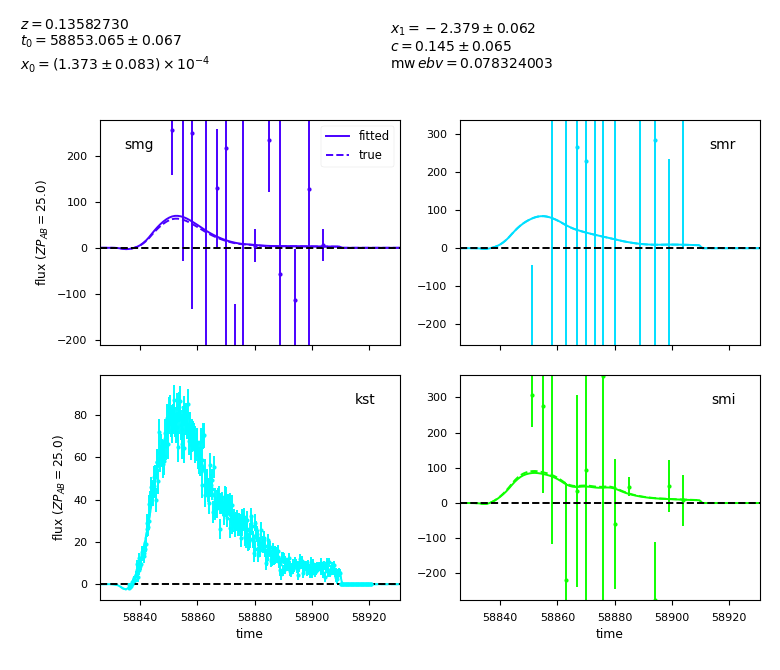 z = 0.13582730
t₀ = 58853.065 ± 0.067
x₀ = (1.373 ± 0.083) × 10⁻⁴
x₁ = −2.379 ± 0.062
c = 0.145 ± 0.065
mw ebv = 0.078324003
smg
fitted
true
flux (ZP_AB = 25.0)
200
100
0
−100
−200
smr
300
200
100
0
−100
−200
kst
flux (ZP_AB = 25.0)
80
60
40
20
0
58840 58860 58880 58900 58920
time
smi
300
200
100
0
−100
−200
58840 58860 58880 58900 58920
time